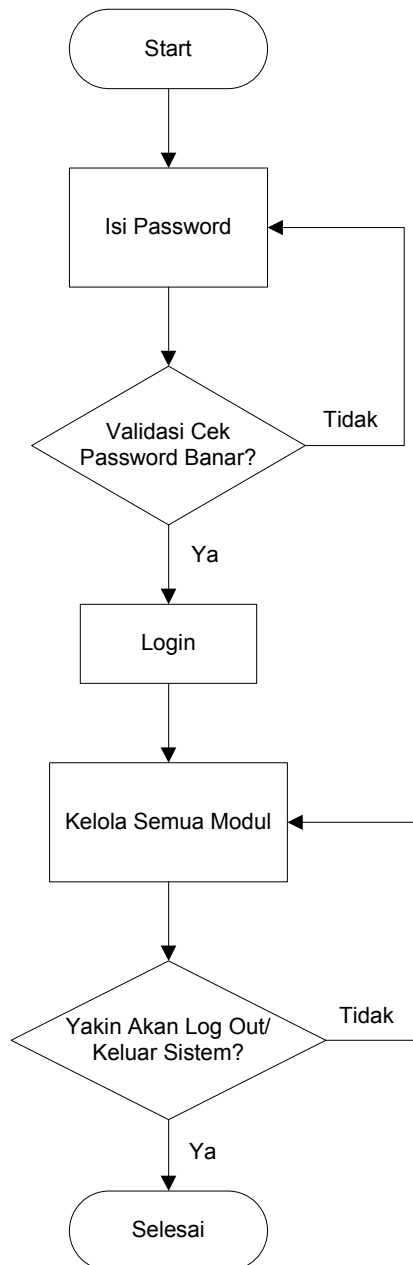 Start
Isi Password
Validasi Cek
Password Banar?
Tidak
Ya
Login
Kelola Semua Modul
Yakin Akan Log Out/
Keluar Sistem?
Tidak
Ya
Selesai